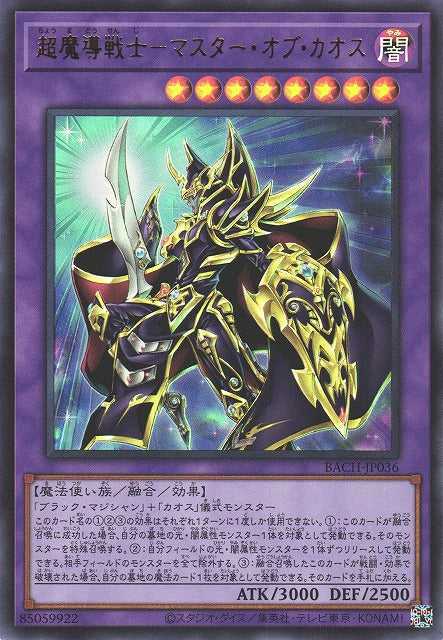 超魔導戦士－マスター・オブ・カオス
闇
BACH-JP036
【魔法使い族／融合／効果】
「ブラック・マジシャン」＋「カオス」儀式モンスター
このカード名の①②③の効果はそれぞれ1ターンに1度しか使用できない。①：このカードが融合
召喚に成功した場合、自分の墓地の光・闇属性モンスター1体を対象として発動できる。そのモン
スターを特殊召喚する。②：自分フィールドの光・闇属性モンスターを1体ずつリリースして発動
できる。相手フィールドのモンスターを全て除外する。③：融合召喚したこのカードが戦闘・効果で
破壊された場合、自分の墓地の魔法カード1枚を対象として発動できる。そのカードを手札に加える。
ATK/3000 DEF/2500
85059922
©スタジオ・ダイス／集英社・テレビ東京・KONAMI